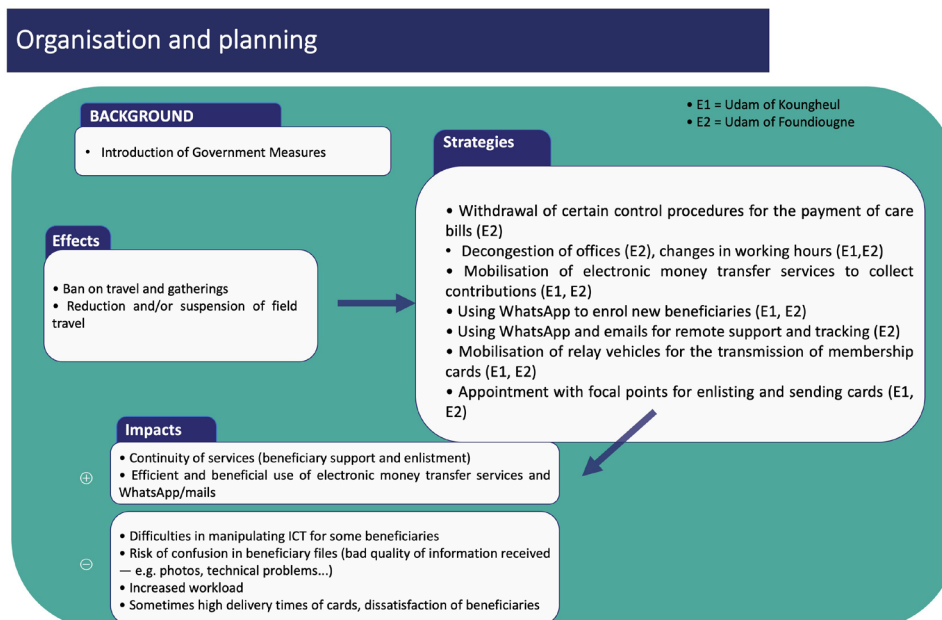 Organisation and planning
• E1 = Udam of Koungheul
• E2 = Udam of Foundiougne
BACKGROUND
• Introduction of Government Measures
Effects
• Ban on travel and gatherings
• Reduction and/or suspension of field
travel
Strategies
• Withdrawal of certain control procedures for the payment of care
bills (E2)
• Decongestion of offices (E2), changes in working hours (E1,E2)
• Mobilisation of electronic money transfer services to collect
contributions (E1, E2)
• Using WhatsApp to enrol new beneficiaries (E1, E2)
• Using WhatsApp and emails for remote support and tracking (E2)
• Mobilisation of relay vehicles for the transmission of membership
cards (E1, E2)
• Appointment with focal points for enlisting and sending cards (E1,
E2)
Impacts
• Continuity of services (beneficiary support and enlistment)
• Efficient and beneficial use of electronic money transfer services and
WhatsApp/mails
• Difficulties in manipulating ICT for some beneficiaries
• Risk of confusion in beneficiary files (bad quality of information received
— e.g. photos, technical problems...)
• Increased workload
• Sometimes high delivery times of cards, dissatisfaction of beneficiaries